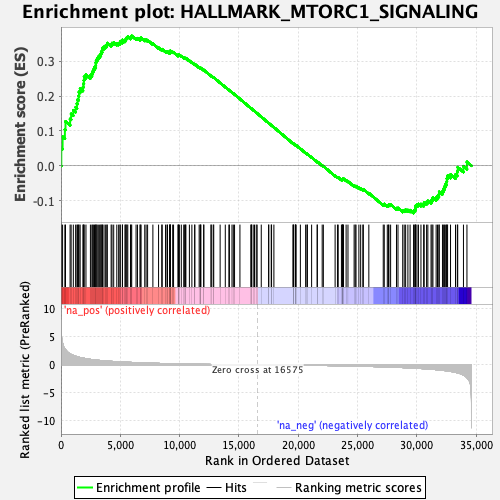 Enrichment plot: HALLMARK_MTORC1_SIGNALING
Enrichment score (ES)
0.3
0.2
0.1
0.0
-0.1
'na_pos' (positively correlated)
Ranked list metric (PreRanked)
10
5
0
-5
-10
Zero cross at 16575
'na_neg' (negatively correlated)
0 5,000 10,000 15,000 20,000 25,000 30,000 35,000
Rank in Ordered Dataset
Enrichment profile Hits Ranking metric scores